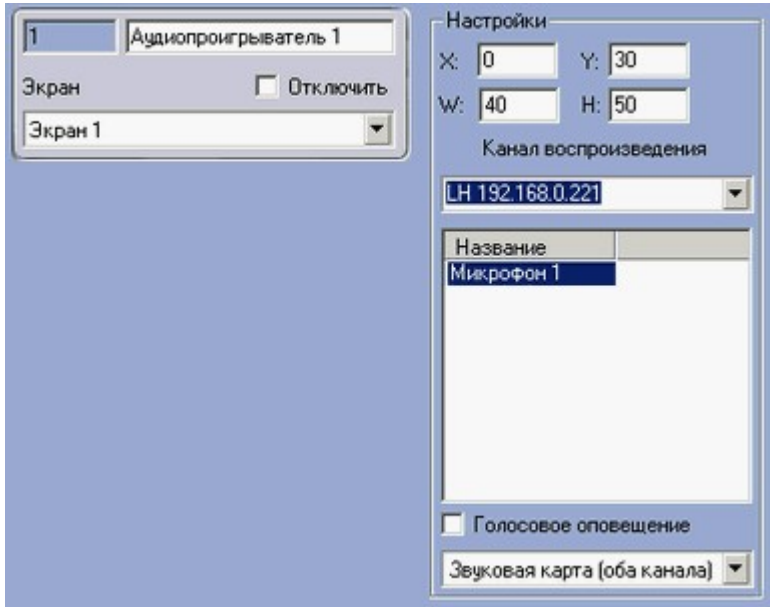 1 Аудиопроигрыватель 1
Экран Отключить
Экран 1
Настройки
X: 0 Y: 30
W: 40 H: 50
Канал воспроизведения
LH 192.168.0.221
Название
Микрофон 1
Голосовое оповещение
Звуковая карта (оба канала)